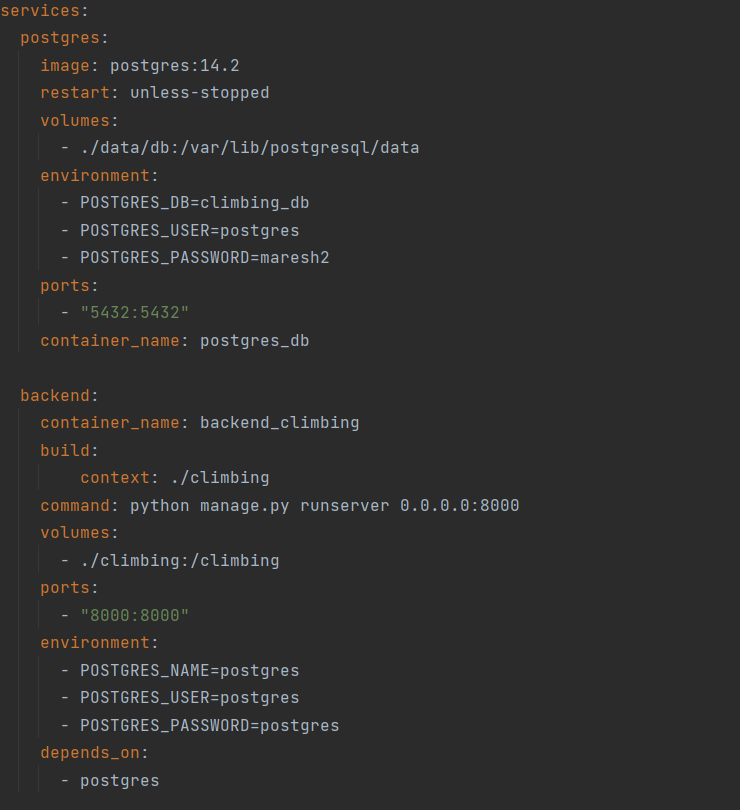 services:
  postgres:
    image: postgres:14.2
    restart: unless-stopped
    volumes:
      - ./data/db:/var/lib/postgresql/data
    environment:
      - POSTGRES_DB=climbing_db
      - POSTGRES_USER=postgres
      - POSTGRES_PASSWORD=maresh2
    ports:
      - "5432:5432"
    container_name: postgres_db

  backend:
    container_name: backend_climbing
    build:
        context: ./climbing
    command: python manage.py runserver 0.0.0.0:8000
    volumes:
      - ./climbing:/climbing
    ports:
      - "8000:8000"
    environment:
      - POSTGRES_NAME=postgres
      - POSTGRES_USER=postgres
      - POSTGRES_PASSWORD=postgres
    depends_on:
      - postgres